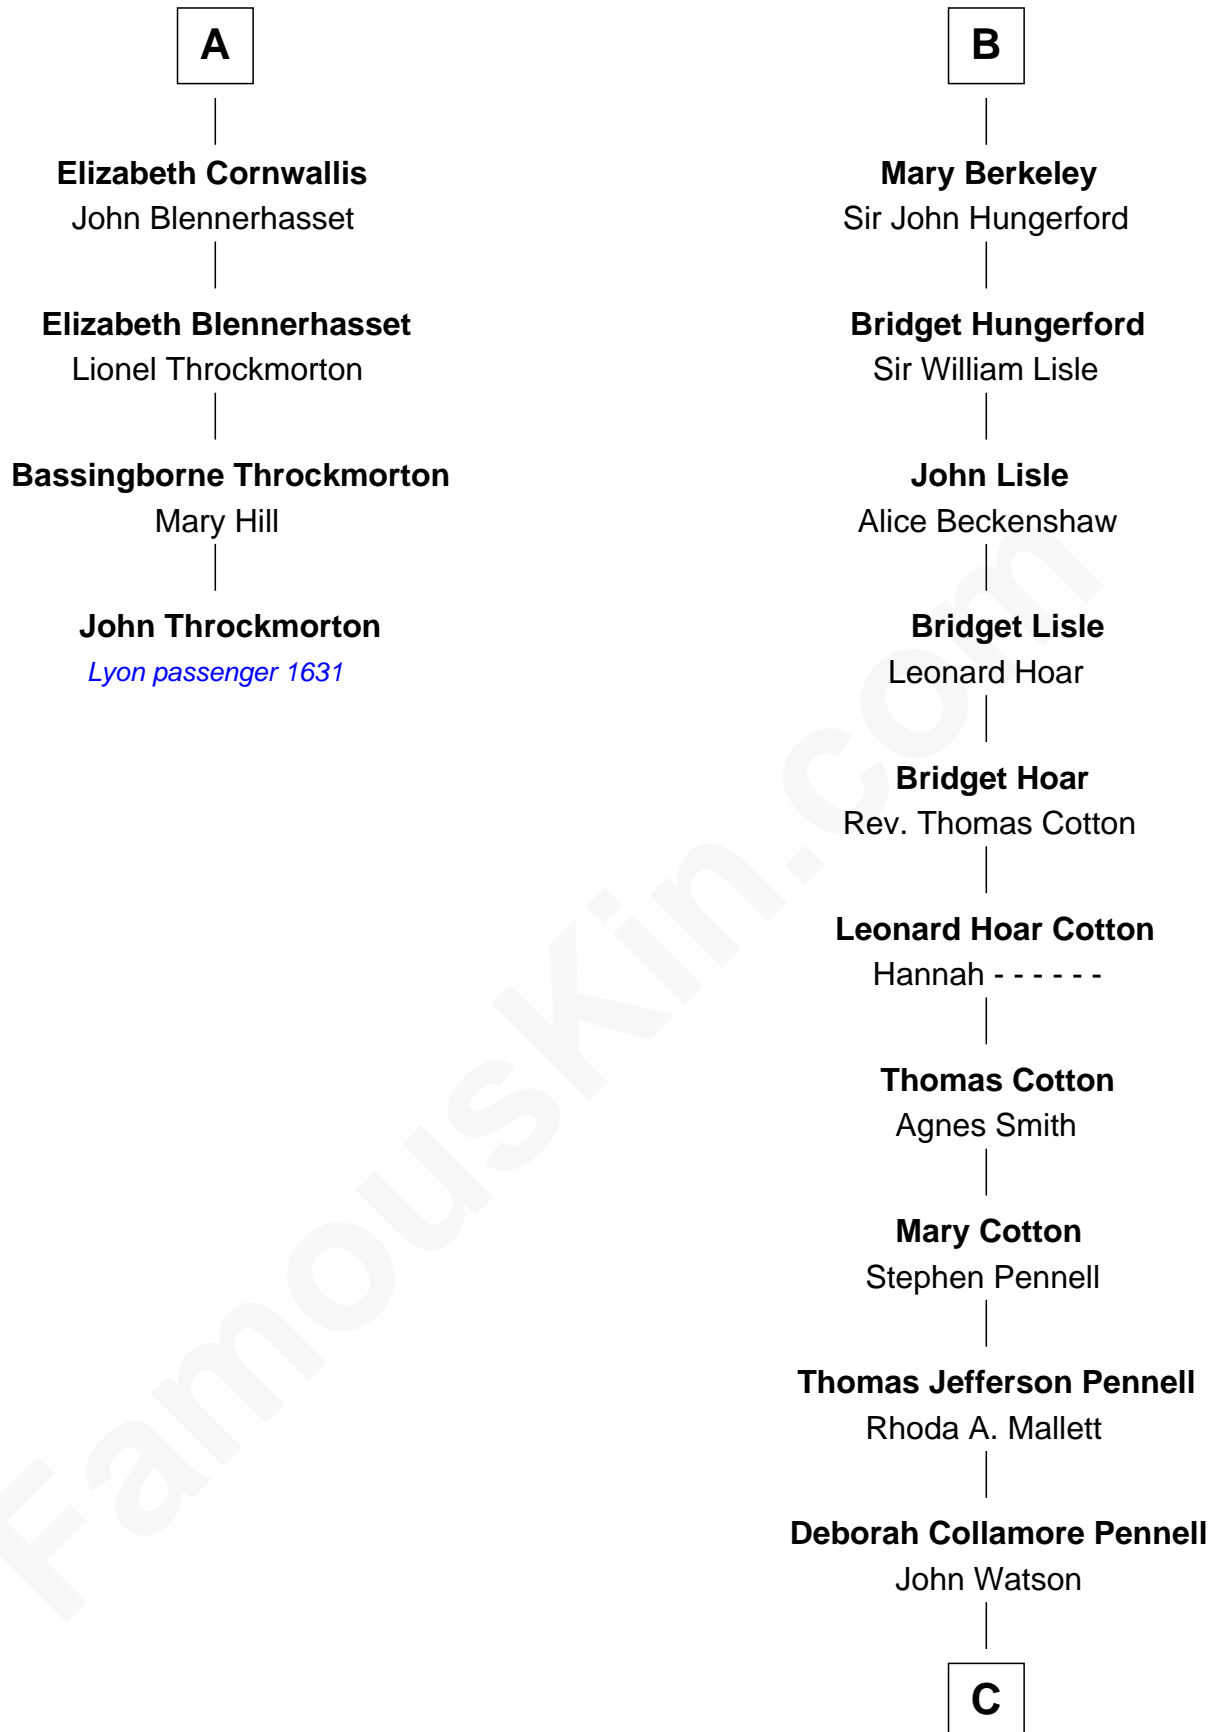 A
Elizabeth Cornwallis
John Blennerhasset
Elizabeth Blennerhasset
Lionel Throckmorton
Bassingborne Throckmorton
Mary Hill
John Throckmorton
Lyon passenger 1631
B
Mary Berkeley
Sir John Hungerford
Bridget Hungerford
Sir William Lisle
John Lisle
Alice Beckenshaw
Bridget Lisle
Leonard Hoar
Bridget Hoar
Rev. Thomas Cotton
Leonard Hoar Cotton
Hannah - - - - - -
Thomas Cotton
Agnes Smith
Mary Cotton
Stephen Pennell
Thomas Jefferson Pennell
Rhoda A. Mallett
Deborah Collamore Pennell
John Watson
C
FamousKin.com